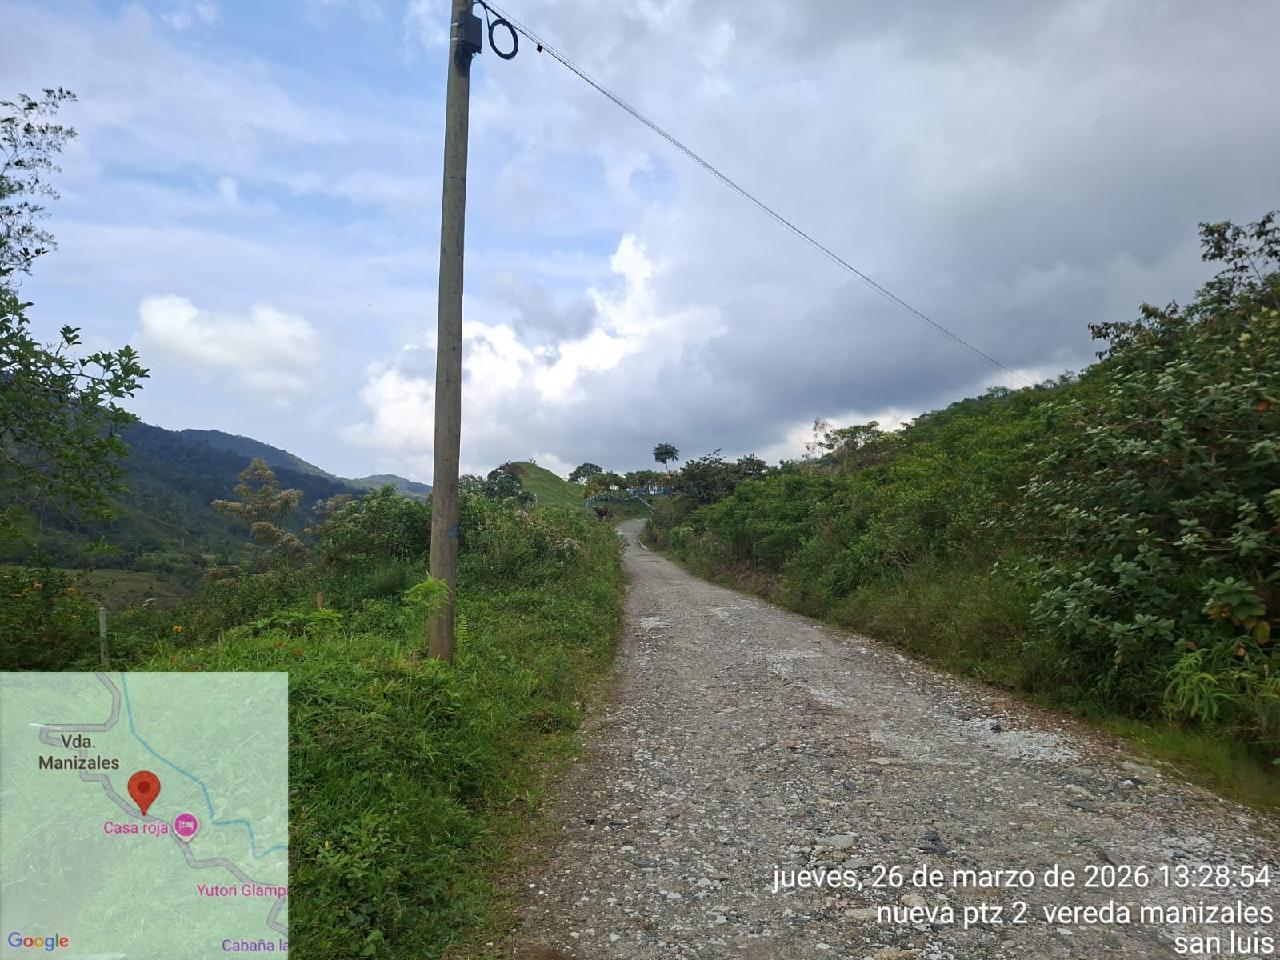 Vda.
Manizales
Casa roja
Yutori Glamp
Cabaña la
Google
jueves, 26 de marzo de 2026 13:28:54
nueva ptz 2 vereda manizales
san luis